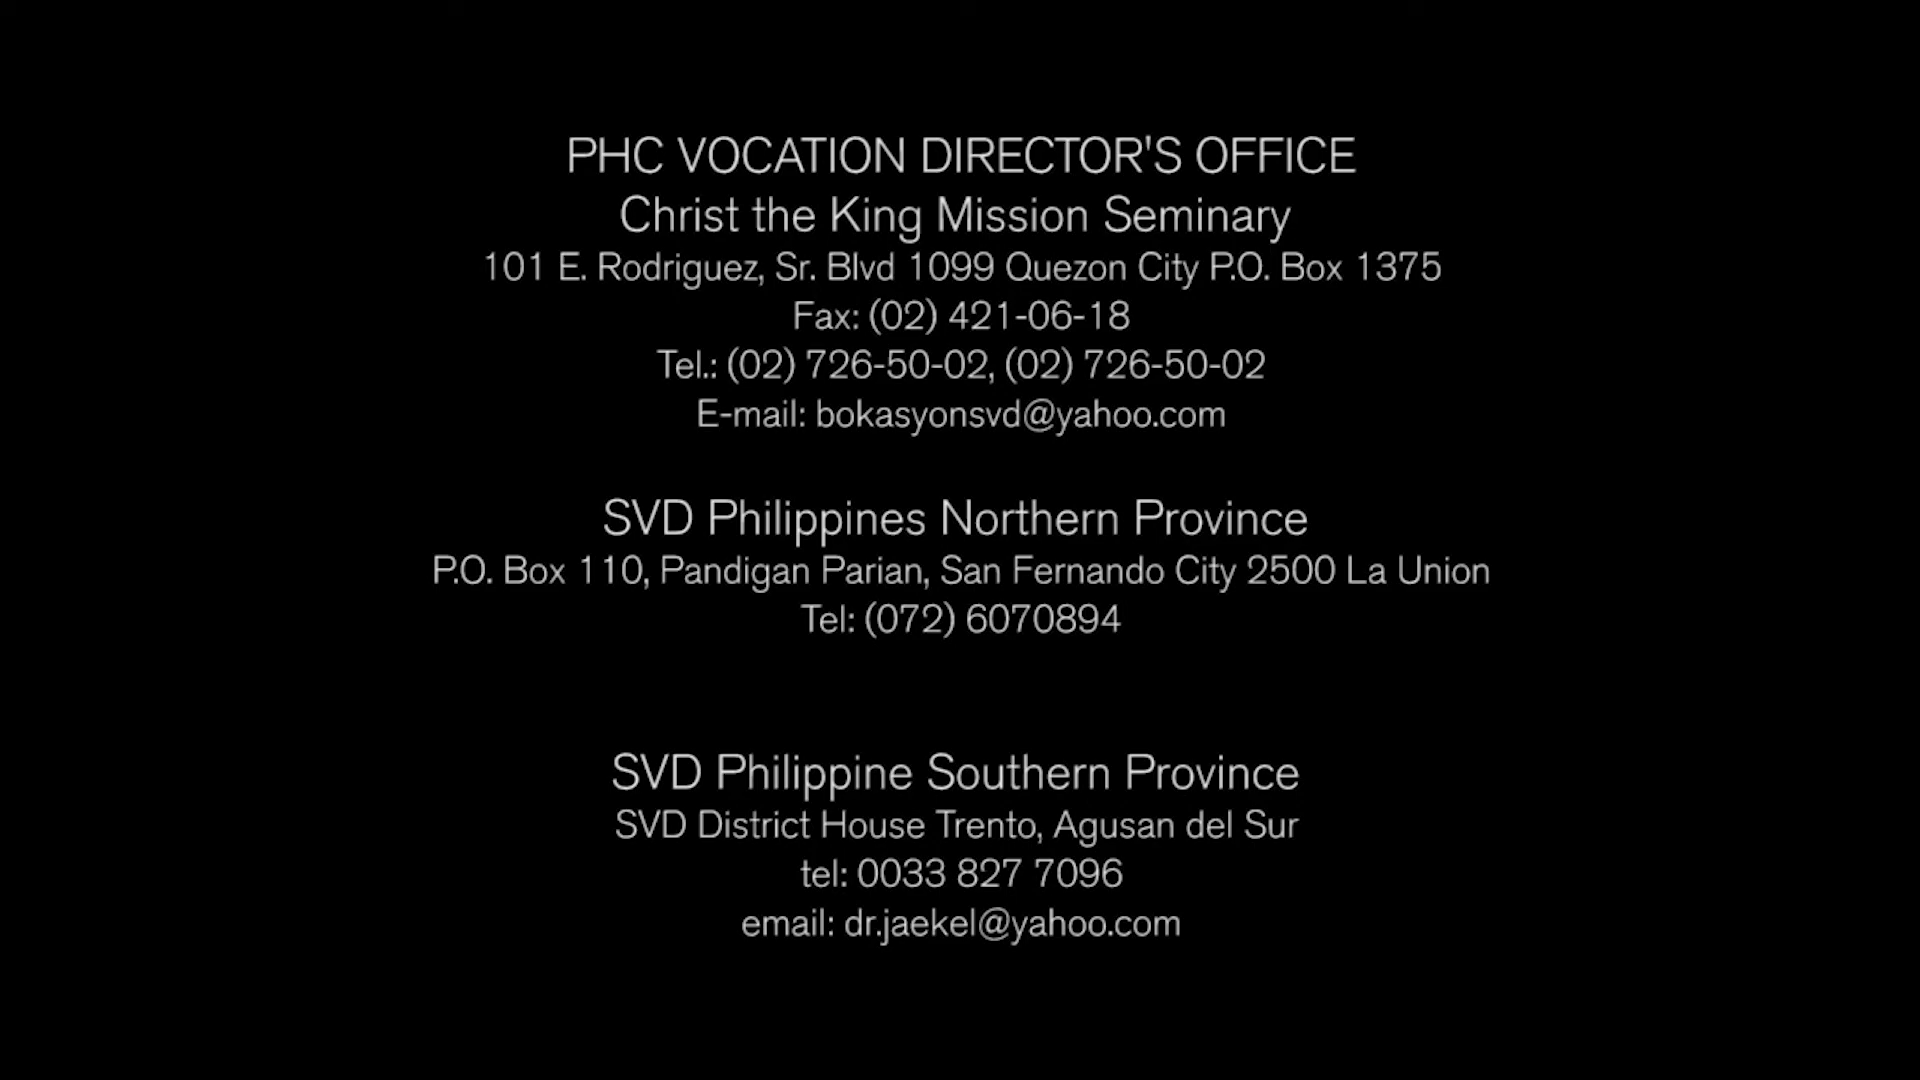 PHC VOCATION DIRECTOR'S OFFICE
Christ the King Mission Seminary
101 E. Rodriguez, Sr. Blvd 1099 Quezon City P.O. Box 1375
Fax: (02) 421-06-18
Tel.: (02) 726-50-02, (02) 726-50-02
E-mail: bokasyonsvd@yahoo.com
SVD Philippines Northern Province
P.O. Box 110, Pandigan Parian, San Fernando City 2500 La Union
Tel: (072) 6070894
SVD Philippine Southern Province
SVD District House Trento, Agusan del Sur
tel: 0033 827 7096
email: dr.jaekel@yahoo.com